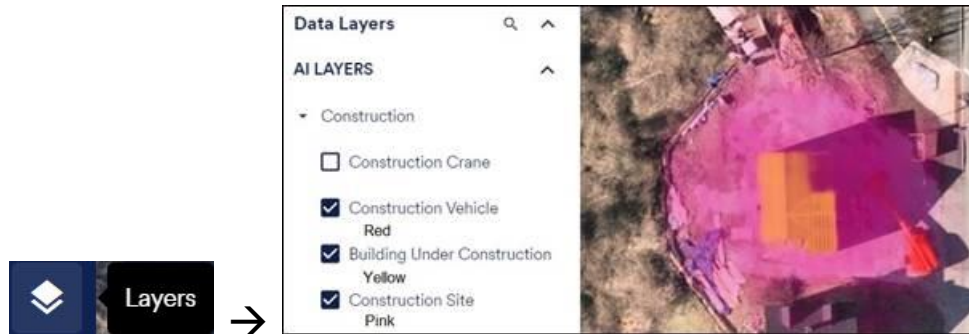 Data Layers
AI LAYERS
Construction
Construction Crane
Construction Vehicle
Red
Building Under Construction
Yellow
Construction Site
Pink
Layers